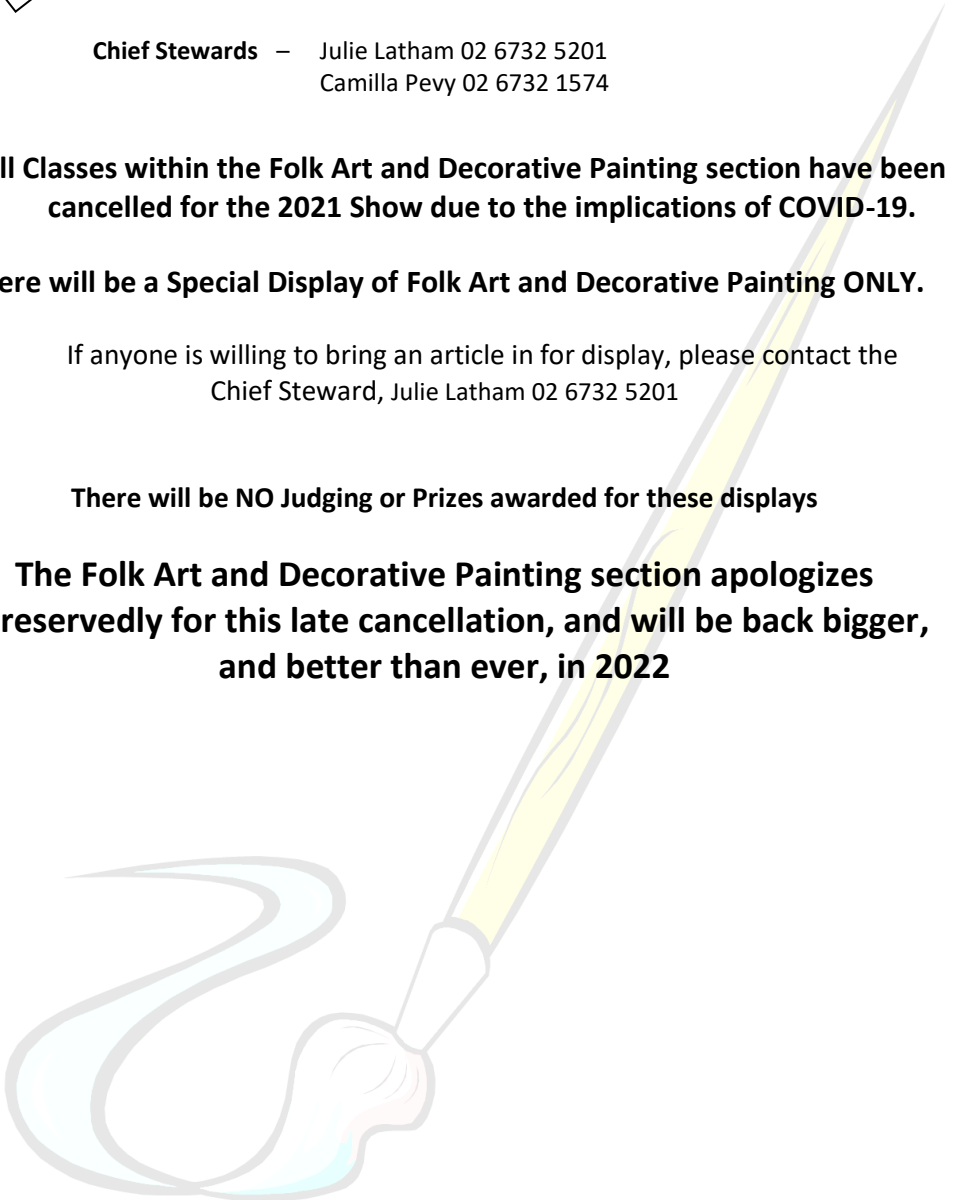 Chief Stewards – Julie Latham 02 6732 5201
Camilla Pevy 02 6732 1574
ll Classes within the Folk Art and Decorative Painting section have been
cancelled for the 2021 Show due to the implications of COVID-19.
ere will be a Special Display of Folk Art and Decorative Painting ONLY.
If anyone is willing to bring an article in for display, please contact the
Chief Steward, Julie Latham 02 6732 5201
There will be NO Judging or Prizes awarded for these displays
The Folk Art and Decorative Painting section apologizes
reservedly for this late cancellation, and will be back bigger,
and better than ever, in 2022